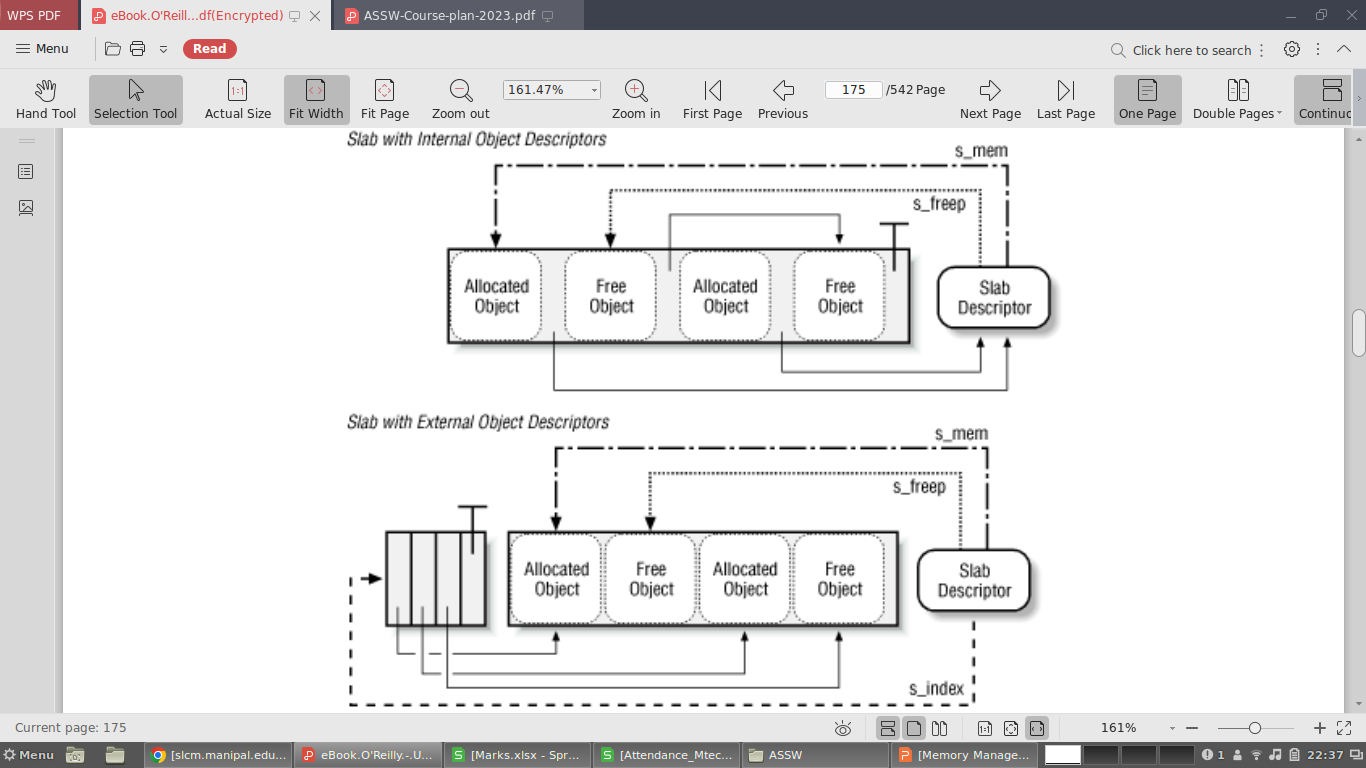 WPS PDF
eBook.O'Reill...df(Encrypted)
ASSW-Course-plan-2023.pdf
Menu
Read
Click here to search
Hand Tool
Selection Tool
Actual Size
Fit Width
Fit Page
Zoom out
161.47%
Zoom in
First Page
Previous
175 /542 Page
Next Page
Last Page
One Page
Double Pages
Continuc
Slab with Internal Object Descriptors
s_mem
s_freep
Allocated Object
Free Object
Allocated Object
Free Object
Slab Descriptor
Slab with External Object Descriptors
s_mem
s_freep
Allocated Object
Free Object
Allocated Object
Free Object
Slab Descriptor
s_index
Current page: 175
161%
Menu
[slcm.manipal.edu...
eBook.O'Reilly.-.U...
[Marks.xlsx - Spr...
[Attendance_Mtec...
ASSW
[Memory Manage...
1
22:37